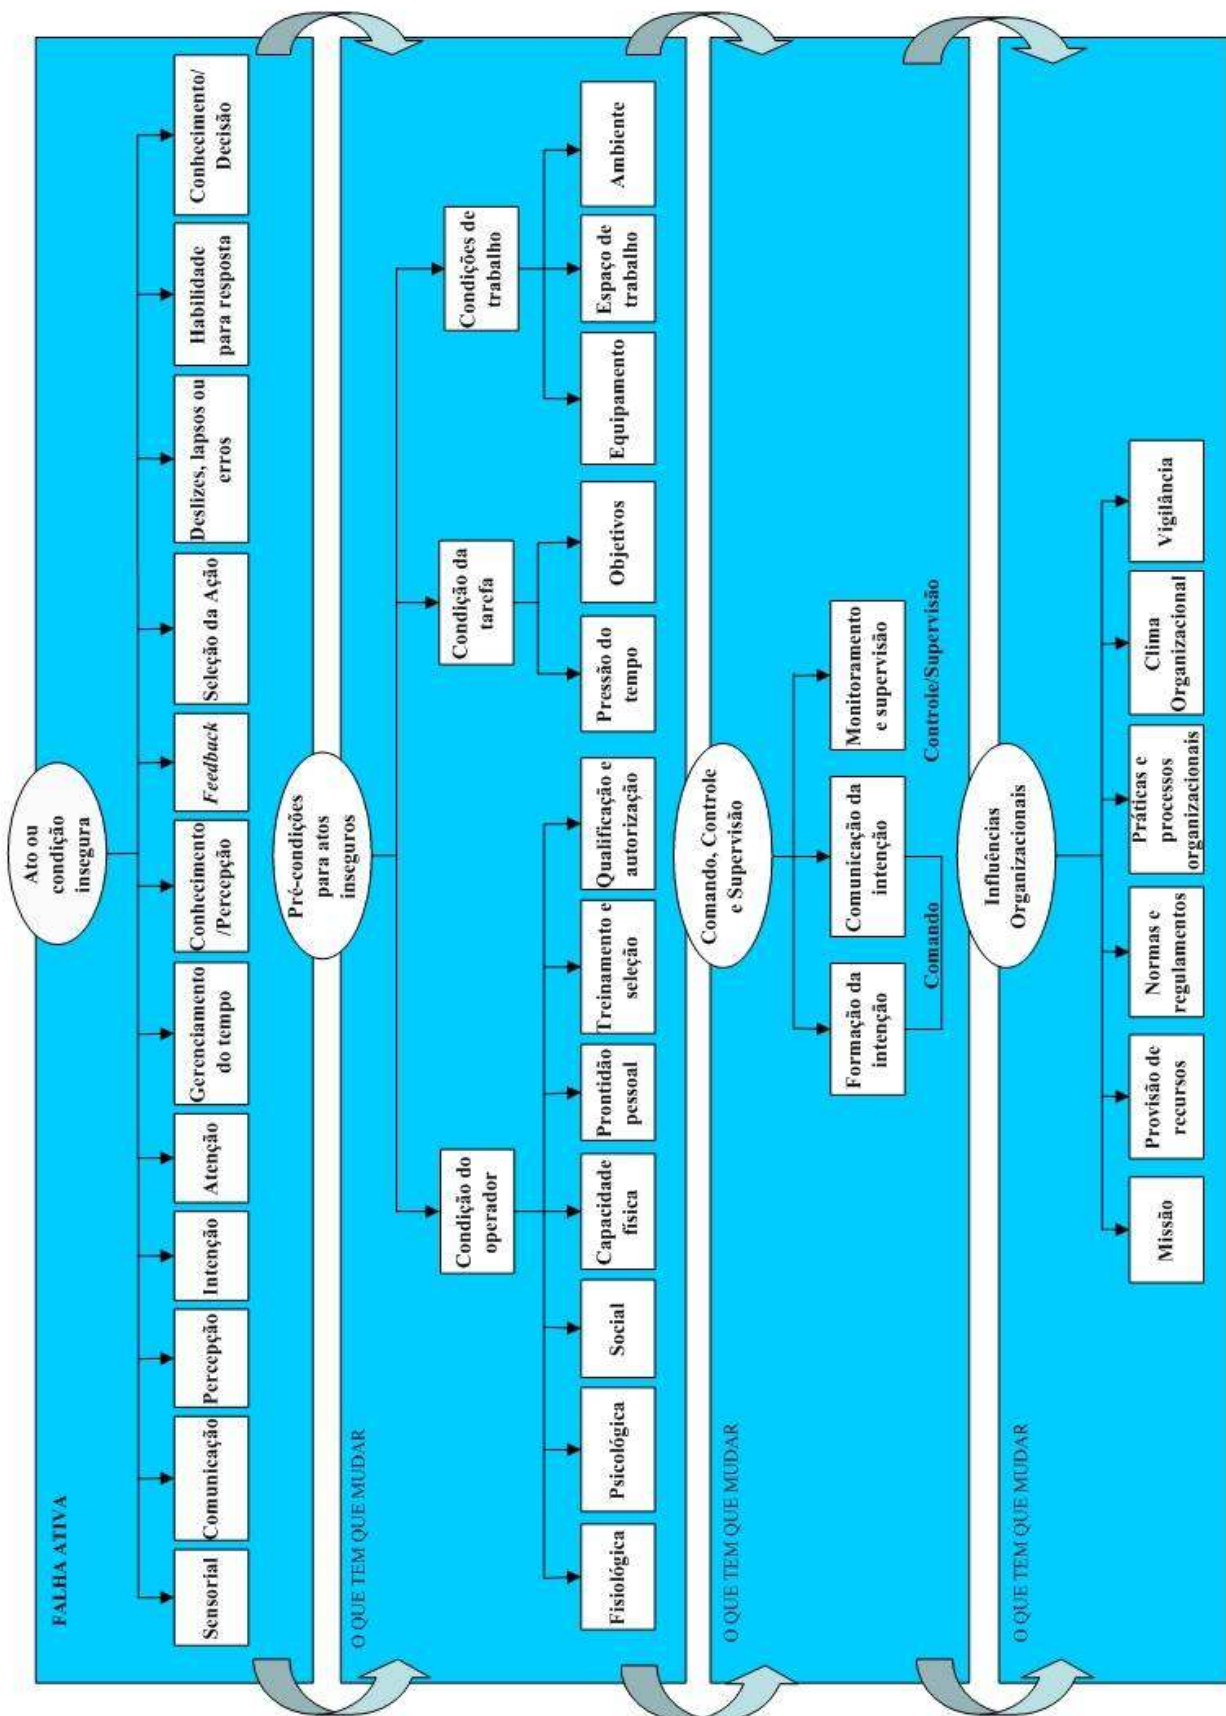 Ato ou
condição
insegura
FALHA ATIVA
Sensorial
Comunicação
Percepção
Intenção
Atenção
Gerenciamento
do tempo
Conhecimento
/Percepção
Feedback
Seleção da Ação
Deslizes, lapsos ou
erros
Habilidade
para resposta
Conhecimento/
Decisão
Pré-condições
para atos
inseguros
O QUE TEM QUE MUDAR
Condição do
operador
Condição da
tarefa
Condições de
trabalho
Fisiológica
Psicológica
Social
Capacidade
física
Prontidão
pessoal
Treinamento e
seleção
Qualificação e
autorização
Pressão do
tempo
Objetivos
Equipamento
Espaço de
trabalho
Ambiente
Comando, Controle
e Supervisão
O QUE TEM QUE MUDAR
Formação da
intenção
Comunicação da
intenção
Monitoramento
e supervisão
Comando
Controle/Supervisão
Influências
Organizacionais
O QUE TEM QUE MUDAR
Missão
Provisão de
recursos
Normas e
regulamentos
Práticas e
processos
organizacionais
Clima
Organizacional
Vigilância